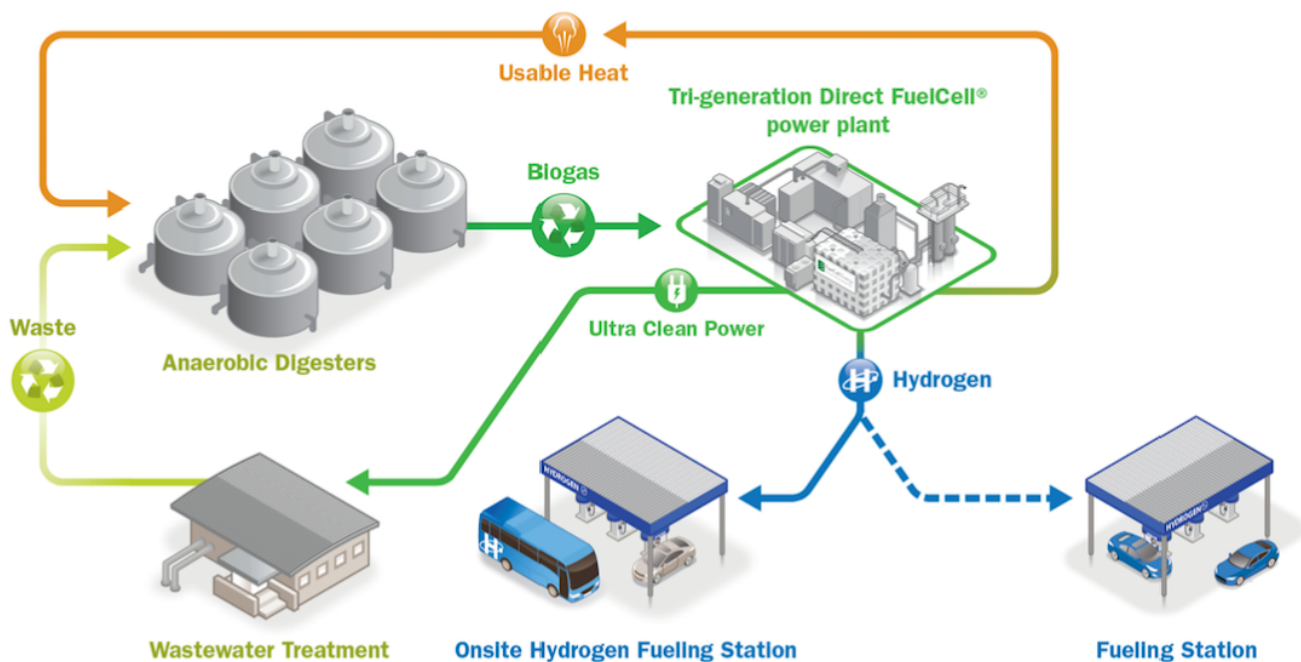 Usable Heat
Tri-generation Direct FuelCell®
power plant
Biogas
Ultra Clean Power
Waste
Anaerobic Digesters
Hydrogen
HYDROGEN
HYDROGEN
Wastewater Treatment
Onsite Hydrogen Fueling Station
Fueling Station